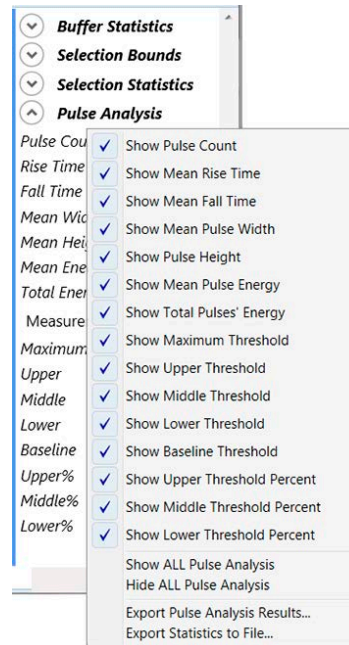 Buffer Statistics
Selection Bounds
Selection Statistics
Pulse Analysis
Pulse Cou
Rise Time
Fall Time
Mean Wid
Mean Hei
Mean Ene
Total Ener
Measure
Maximum
Upper
Middle
Lower
Baseline
Upper%
Middle%
Lower%
Show Pulse Count
Show Mean Rise Time
Show Mean Fall Time
Show Mean Pulse Width
Show Pulse Height
Show Mean Pulse Energy
Show Total Pulses' Energy
Show Maximum Threshold
Show Upper Threshold
Show Middle Threshold
Show Lower Threshold
Show Baseline Threshold
Show Upper Threshold Percent
Show Middle Threshold Percent
Show Lower Threshold Percent
Show ALL Pulse Analysis
Hide ALL Pulse Analysis
Export Pulse Analysis Results...
Export Statistics to File...